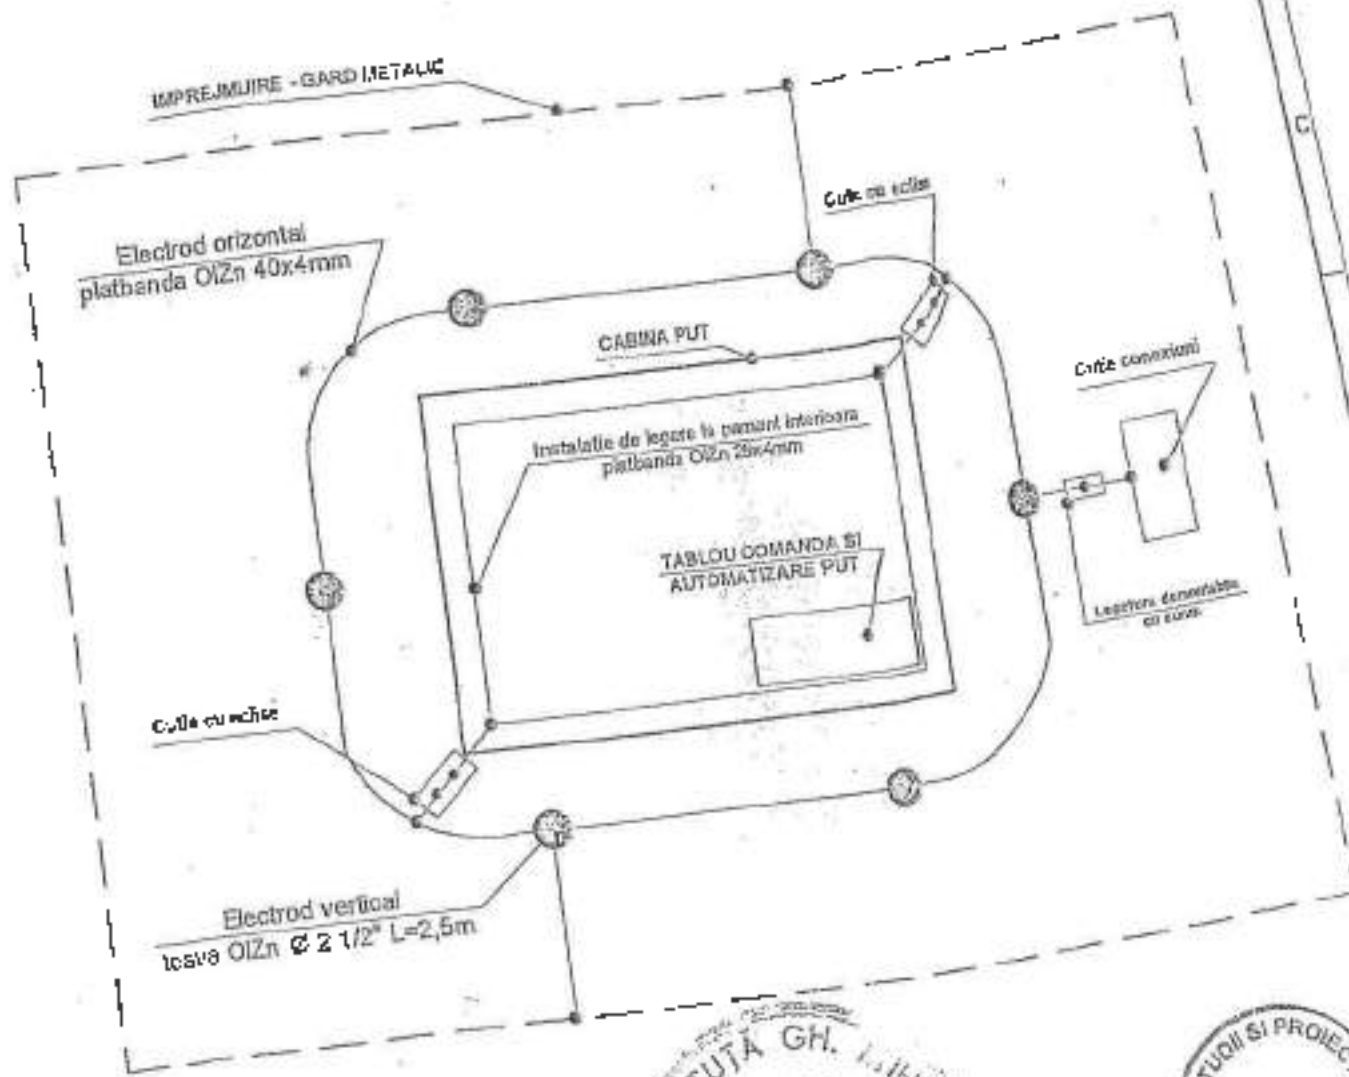 IMPREJMUIRE - GARD METALIC
Cutie cu eclise
Electrod orizontal
platbanda OlZn 40x4mm
CABINA PUT
Cutie conexiuni
Instalatie de legare la pamant interioara
platbanda OlZn 25x4mm
TABLOU COMANDA SI
AUTOMATIZARE PUT
Legatura demontabila
Cutie cu eclise
Electrod vertical
teava OlZn Ø 2 1/2" L=2,5m
GH.
SI PROIEC
C